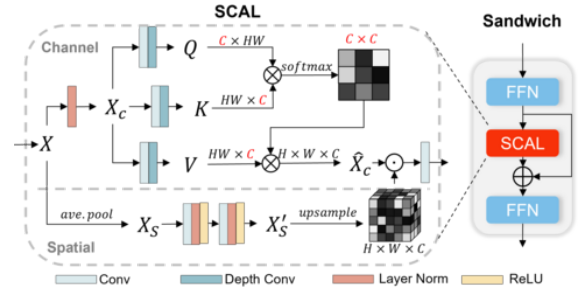 SCAL
Sandwich
Channel
Q
C × HW
C × C
softmax
FFN
X
X_c
K
HW × C
SCAL
V
HW × C
H × W × C
X̂_c
ave.pool
X_S
X'_S
upsample
FFN
Spatial
H × W × C
Conv
Depth Conv
Layer Norm
ReLU